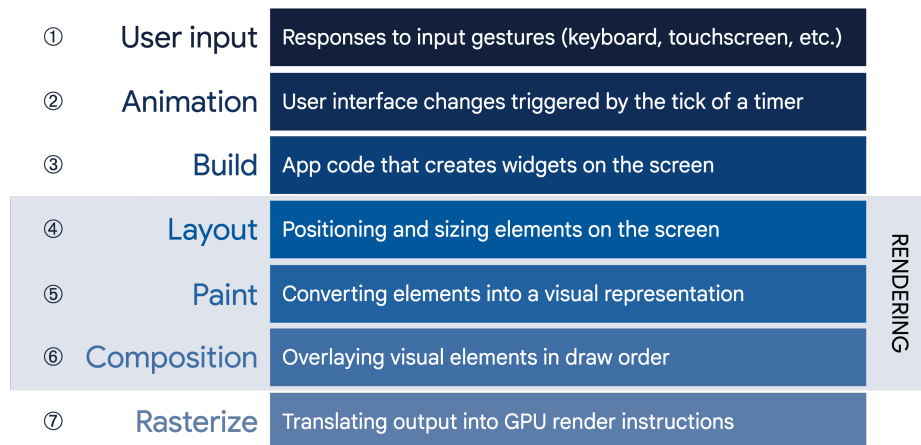 ① User input Responses to input gestures (keyboard, touchscreen, etc.)
② Animation User interface changes triggered by the tick of a timer
③ Build App code that creates widgets on the screen
④ Layout Positioning and sizing elements on the screen
⑤ Paint Converting elements into a visual representation
⑥ Composition Overlaying visual elements in draw order
⑦ Rasterize Translating output into GPU render instructions
RENDERING